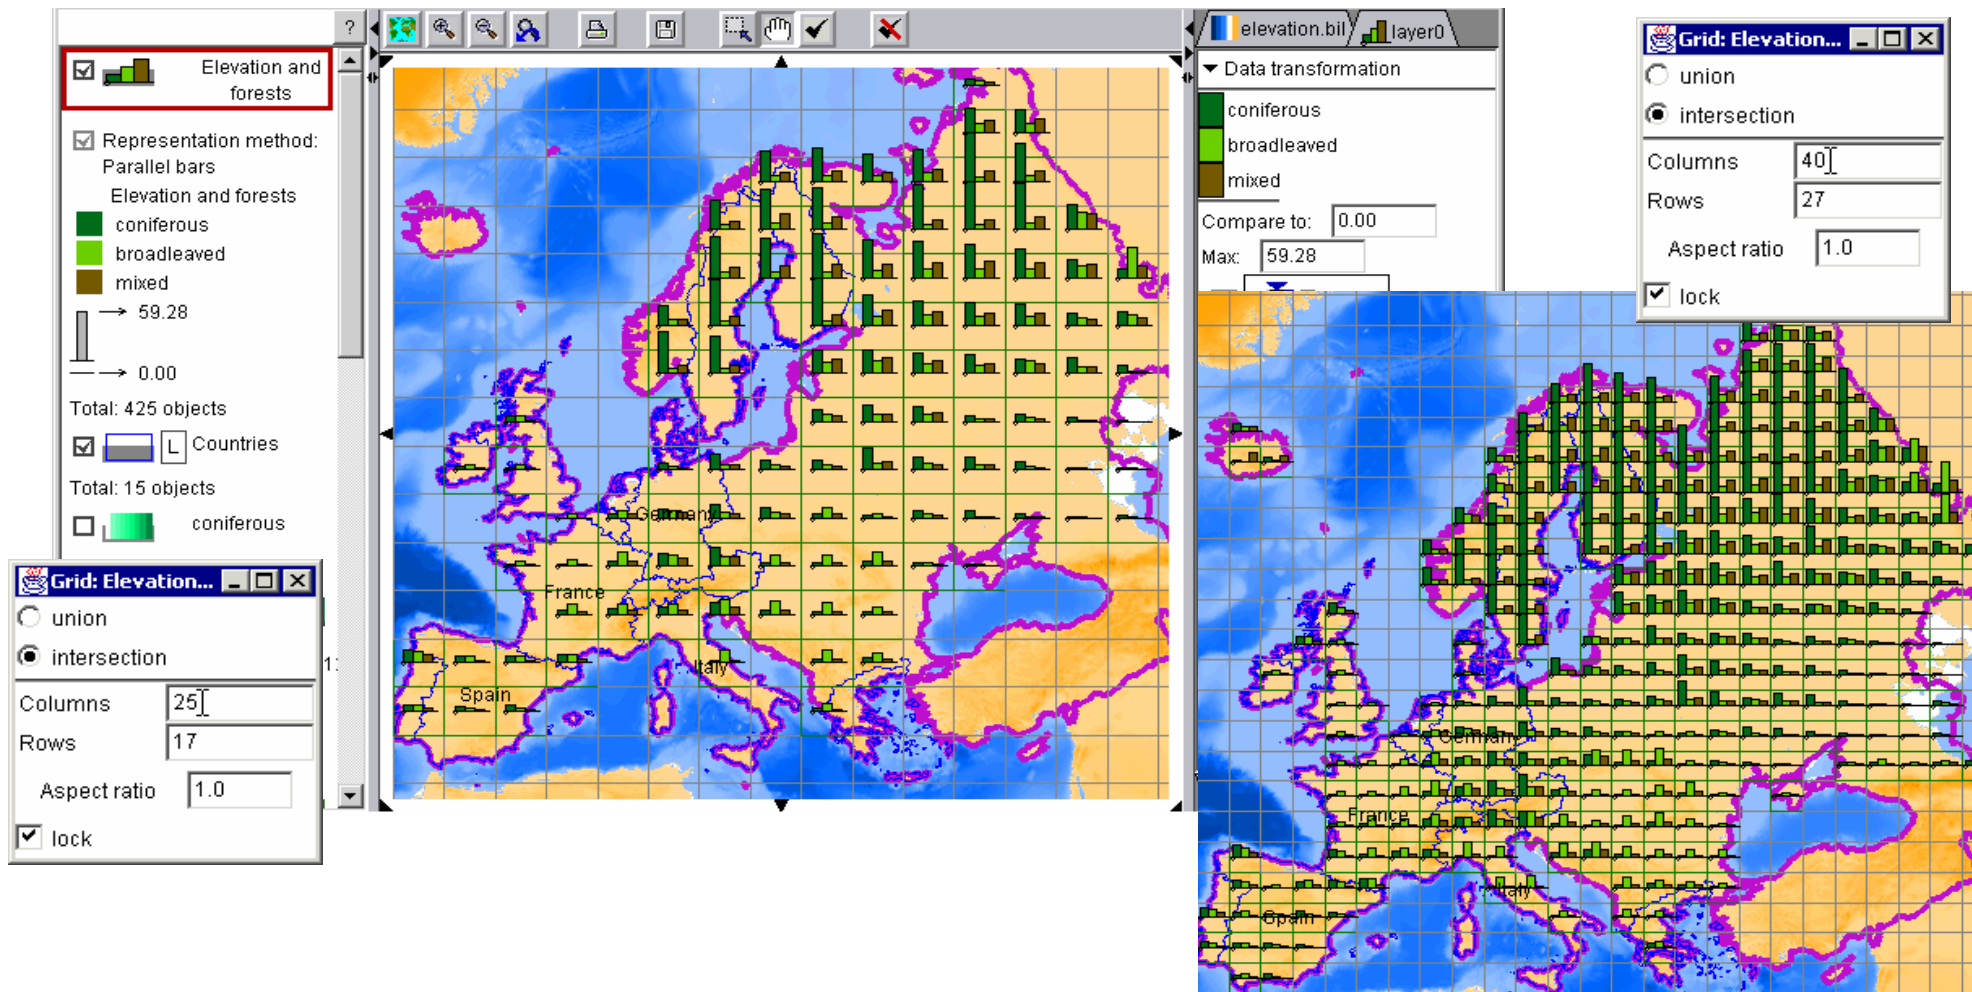 ?
Elevation and
forests
Representation method:
Parallel bars
Elevation and forests
coniferous
broadleaved
mixed
59.28
0.00
Total: 425 objects
L Countries
Total: 15 objects
coniferous
Grid: Elevation...
union
intersection
Columns 25
Rows 17
Aspect ratio 1.0
lock
Germany
France
Italy
Spain
elevation.bil layer0
Data transformation
coniferous
broadleaved
mixed
Compare to: 0.00
Max: 59.28
Grid: Elevation...
union
intersection
Columns 40
Rows 27
Aspect ratio 1.0
lock
Germany
France
Italy
Spain